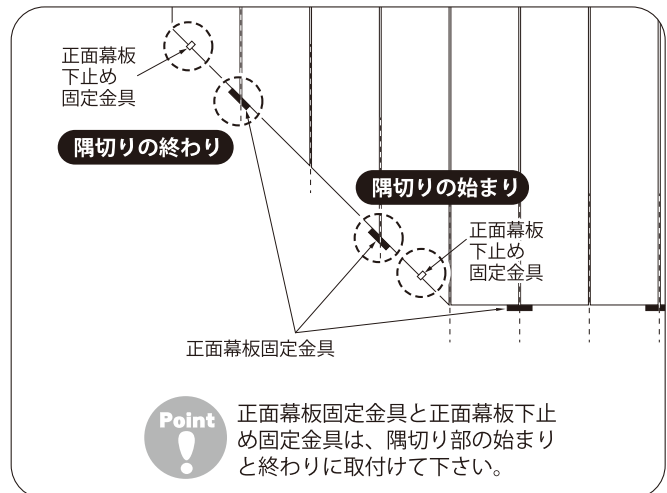 正面幕板
下止め
固定金具
隅切りの終わり
隅切りの始まり
正面幕板
下止め
固定金具
正面幕板固定金具
Point
正面幕板固定金具と正面幕板下止
め固定金具は、隅切り部の始まり
と終わりに取付けて下さい。